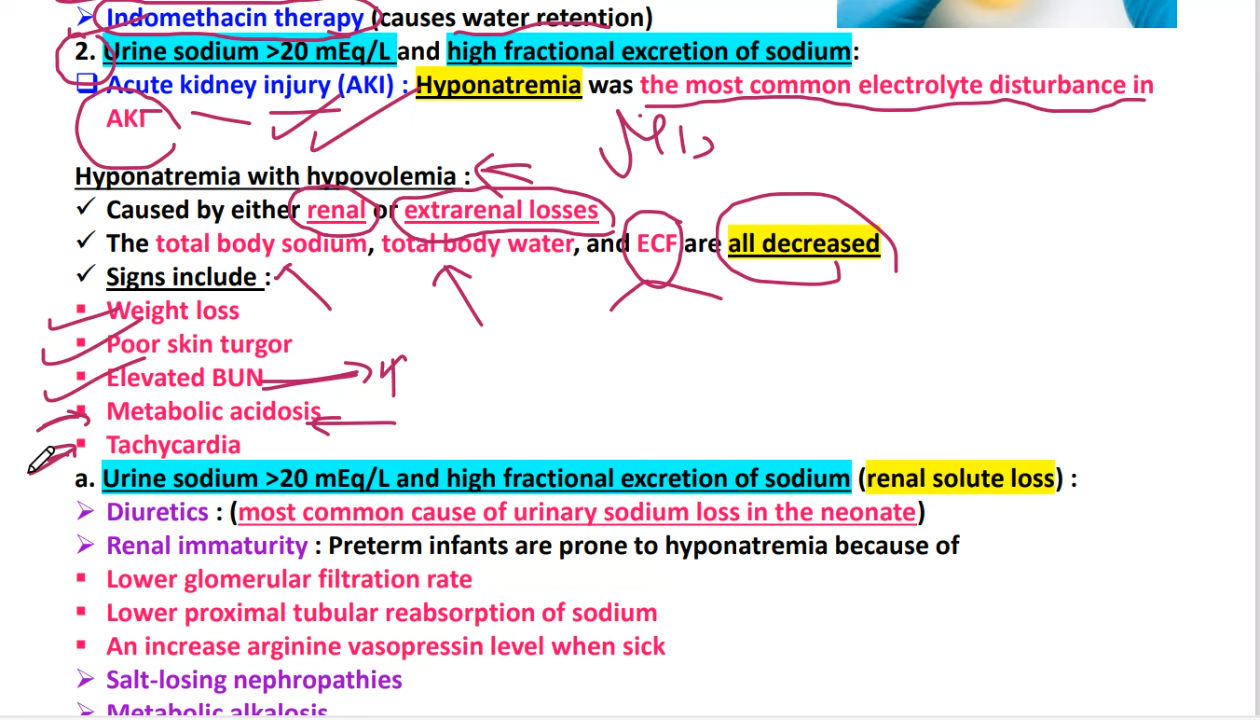 Indomethacin therapy (causes water retention)
2. Urine sodium >20 mEq/L and high fractional excretion of sodium:
Acute kidney injury (AKI) : Hyponatremia was the most common electrolyte disturbance in
AKI
Hyponatremia with hypovolemia :
Caused by either renal or extrarenal losses
The total body sodium, total body water, and ECF are all decreased
Signs include :
Weight loss
Poor skin turgor
Elevated BUN
Metabolic acidosis
Tachycardia
a. Urine sodium >20 mEq/L and high fractional excretion of sodium (renal solute loss) :
Diuretics : (most common cause of urinary sodium loss in the neonate)
Renal immaturity : Preterm infants are prone to hyponatremia because of
Lower glomerular filtration rate
Lower proximal tubular reabsorption of sodium
An increase arginine vasopressin level when sick
Salt-losing nephropathies
Metabolic alkalosis